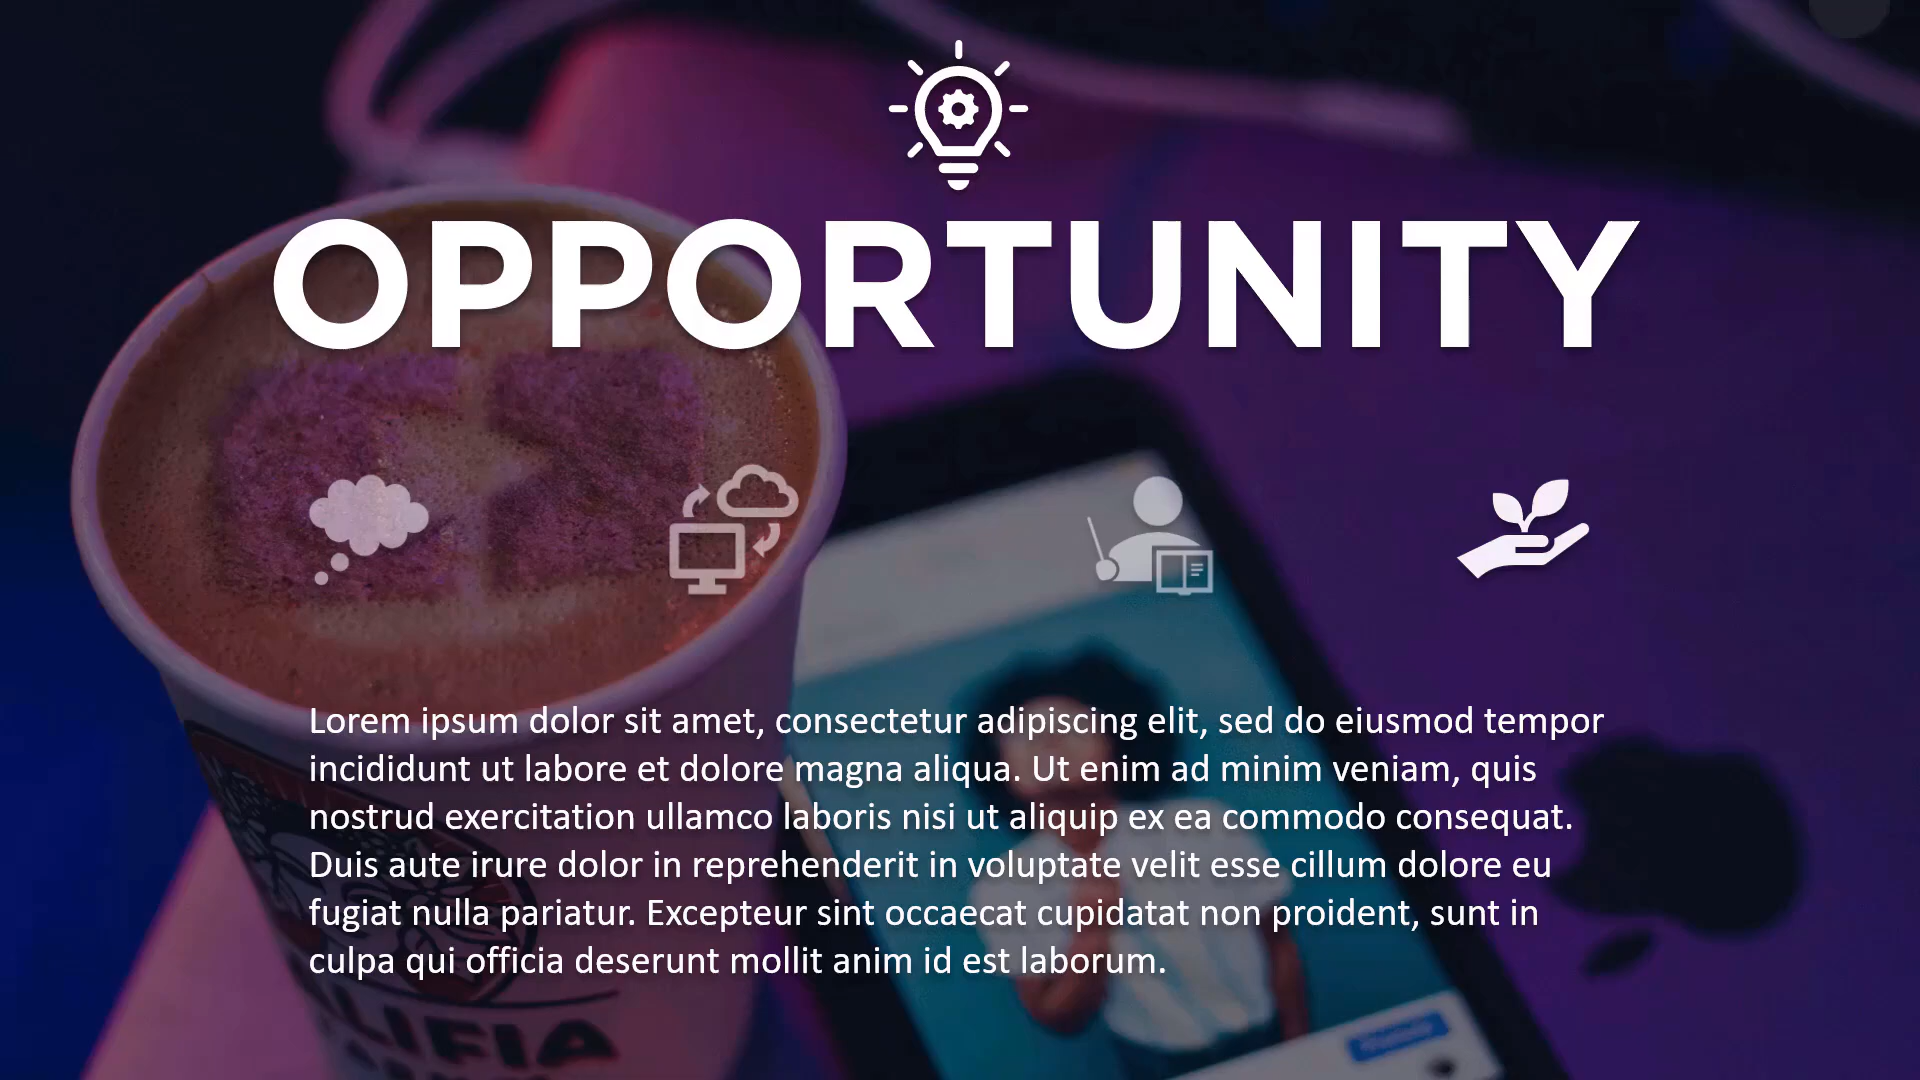 OPPORTUNITY
Lorem ipsum dolor sit amet, consectetur adipiscing elit, sed do eiusmod tempor
incididunt ut labore et dolore magna aliqua. Ut enim ad minim veniam, quis
nostrud exercitation ullamco laboris nisi ut aliquip ex ea commodo consequat.
Duis aute irure dolor in reprehenderit in voluptate velit esse cillum dolore eu
fugiat nulla pariatur. Excepteur sint occaecat cupidatat non proident, sunt in
culpa qui officia deserunt mollit anim id est laborum.